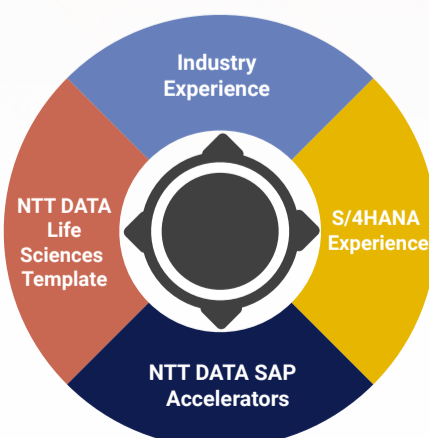 Industry
Experience
NTT DATA
Life
Sciences
Template
S/4HANA
Experience
NTT DATA SAP
Accelerators